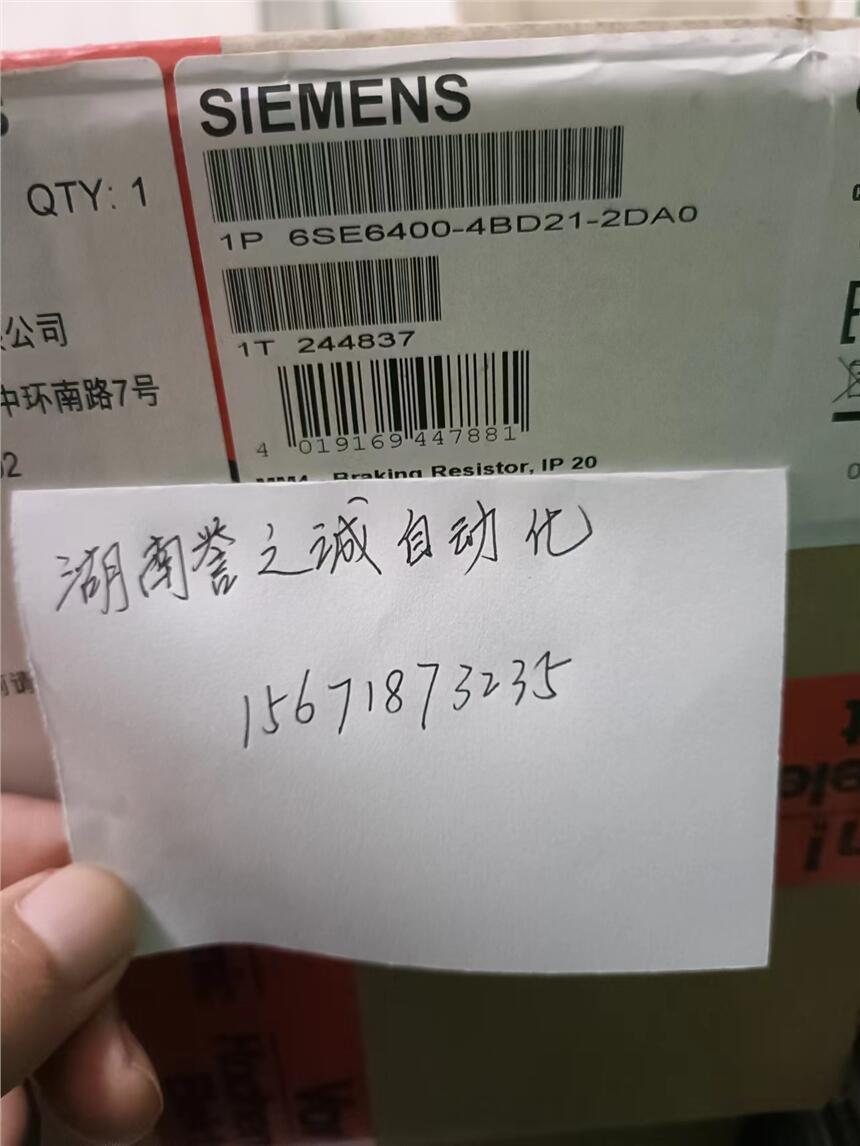 SIEMENS
QTY: 1
1P 6SE6400-4BD21-2DA0
1T 244837
公司
4 019169 447881
中环南路7号
Braking Resistor, IP 20
湖南誉之诚自动化
15671873235